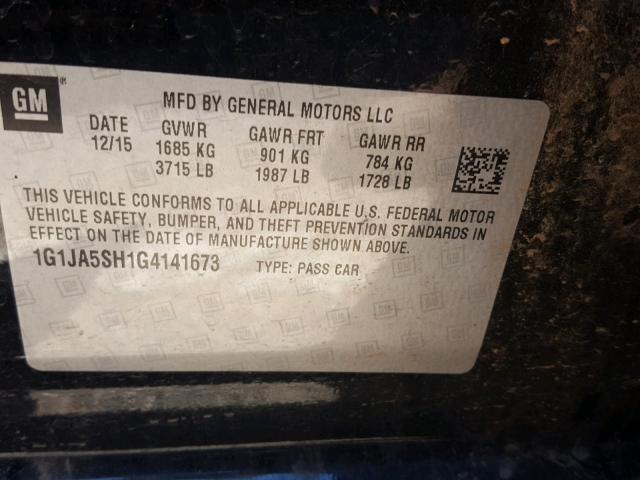 GM
MFD BY GENERAL MOTORS LLC
DATE GVWR GAWR FRT GAWR RR
12/15 1685 KG 901 KG 784 KG
3715 LB 1987 LB 1728 LB
THIS VEHICLE CONFORMS TO ALL APPLICABLE U.S. FEDERAL MOTOR
VEHICLE SAFETY, BUMPER, AND THEFT PREVENTION STANDARDS IN
EFFECT ON THE DATE OF MANUFACTURE SHOWN ABOVE.
1G1JA5SH1G4141673 TYPE: PASS CAR